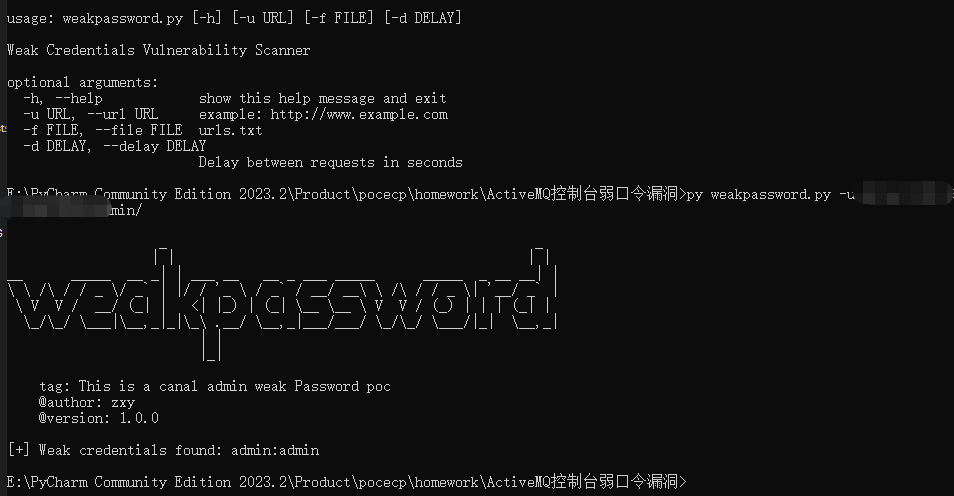 usage: weakpassword.py [-h] [-u URL] [-f FILE] [-d DELAY]
Weak Credentials Vulnerability Scanner
optional arguments:
-h, --help show this help message and exit
-u URL, --url URL example: http://www.example.com
-f FILE, --file FILE urls.txt
-d DELAY, --delay DELAY
Delay between requests in seconds
E:\PyCharm Community Edition 2023.2\Product\pocecp\homework\ActiveMQ控制台弱口令漏洞>py weakpassword.py -u
min/
weakpassword
tag: This is a canal admin weak Password poc
@author: zxy
@version: 1.0.0
[+] Weak credentials found: admin:admin
E:\PyCharm Community Edition 2023.2\Product\pocecp\homework\ActiveMQ控制台弱口令漏洞>